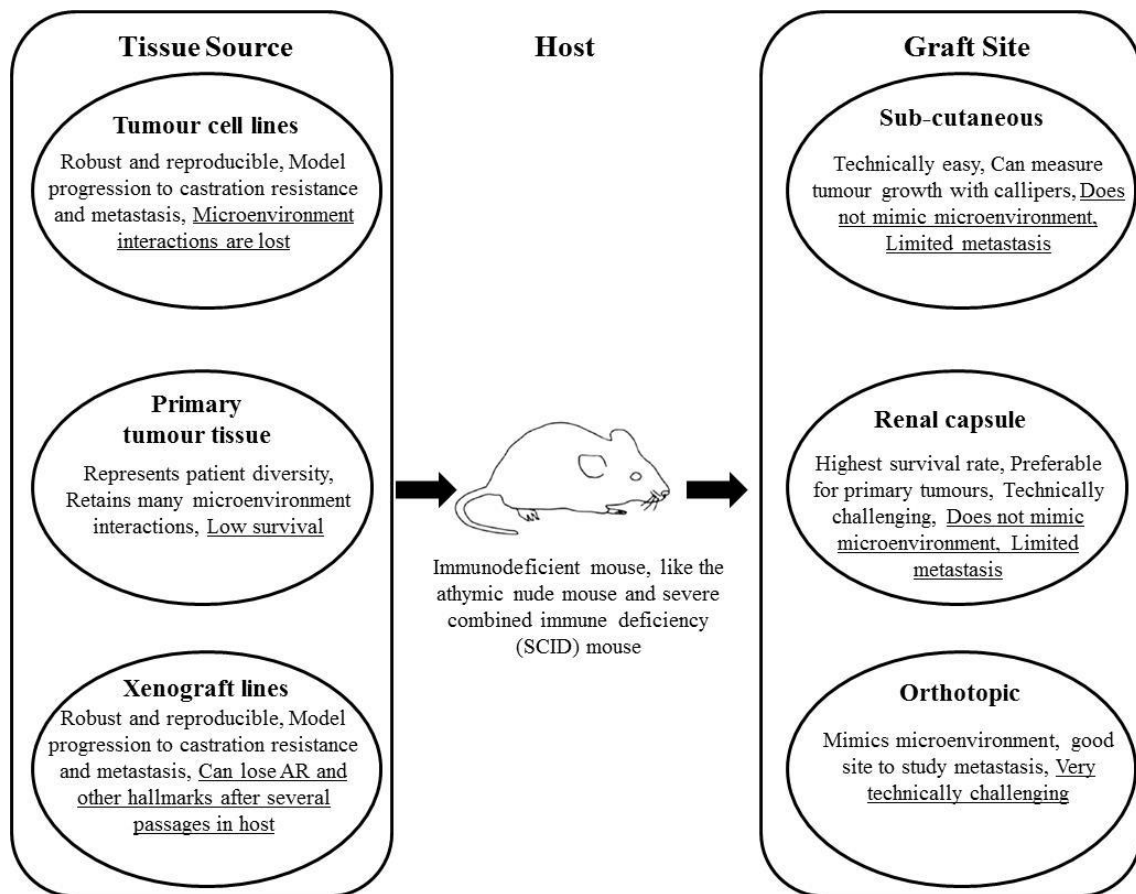 Tissue Source
Tumour cell lines
Robust and reproducible, Model
progression to castration resistance
and metastasis, Microenvironment
interactions are lost
Primary
tumour tissue
Represents patient diversity,
Retains many microenvironment
interactions, Low survival
Xenograft lines
Robust and reproducible, Model
progression to castration resistance
and metastasis, Can lose AR and
other hallmarks after several
passages in host
Host
Immunodeficient mouse, like the
athymic nude mouse and severe
combined immune deficiency
(SCID) mouse
Graft Site
Sub-cutaneous
Technically easy, Can measure
tumour growth with callipers, Does
not mimic microenvironment,
Limited metastasis
Renal capsule
Highest survival rate, Preferable
for primary tumours, Technically
challenging, Does not mimic
microenvironment, Limited
metastasis
Orthotopic
Mimics microenvironment, good
site to study metastasis, Very
technically challenging